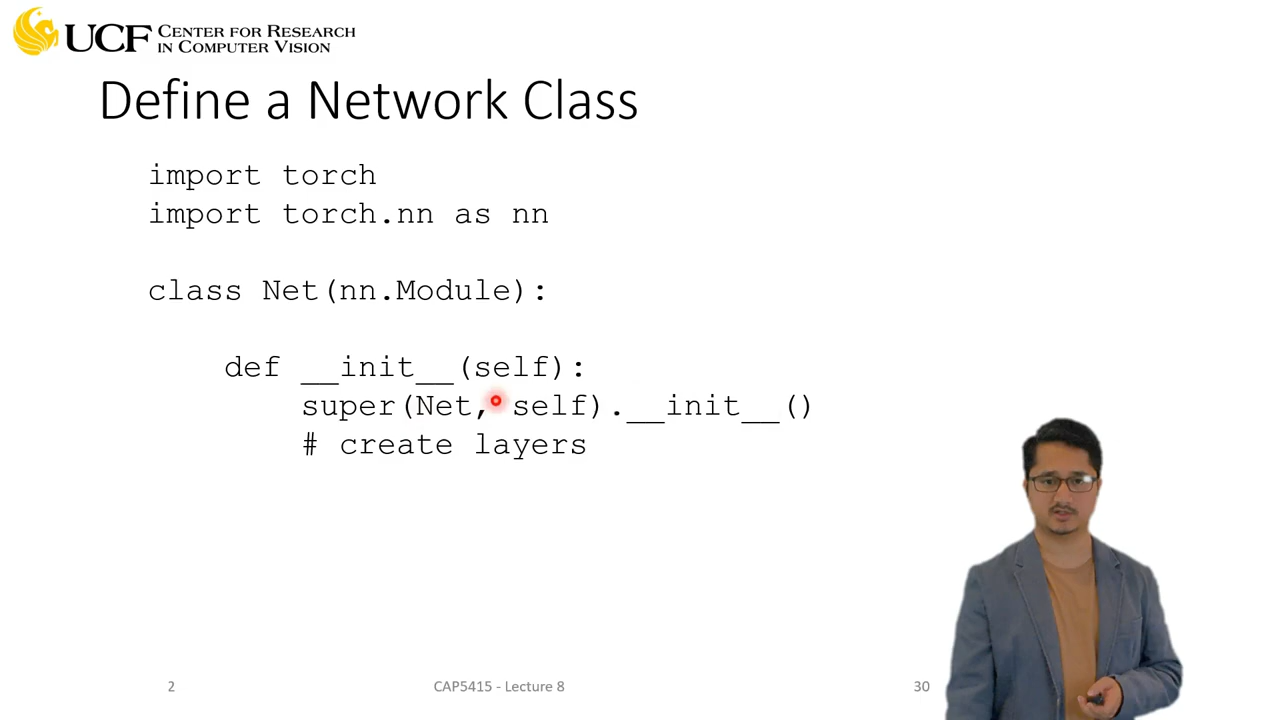 UCF CENTER FOR RESEARCH
IN COMPUTER VISION
Define a Network Class
import torch
import torch.nn as nn
class Net(nn.Module):
def __init__(self):
super(Net, self).__init__()
# create layers
2 CAP5415 - Lecture 8 30